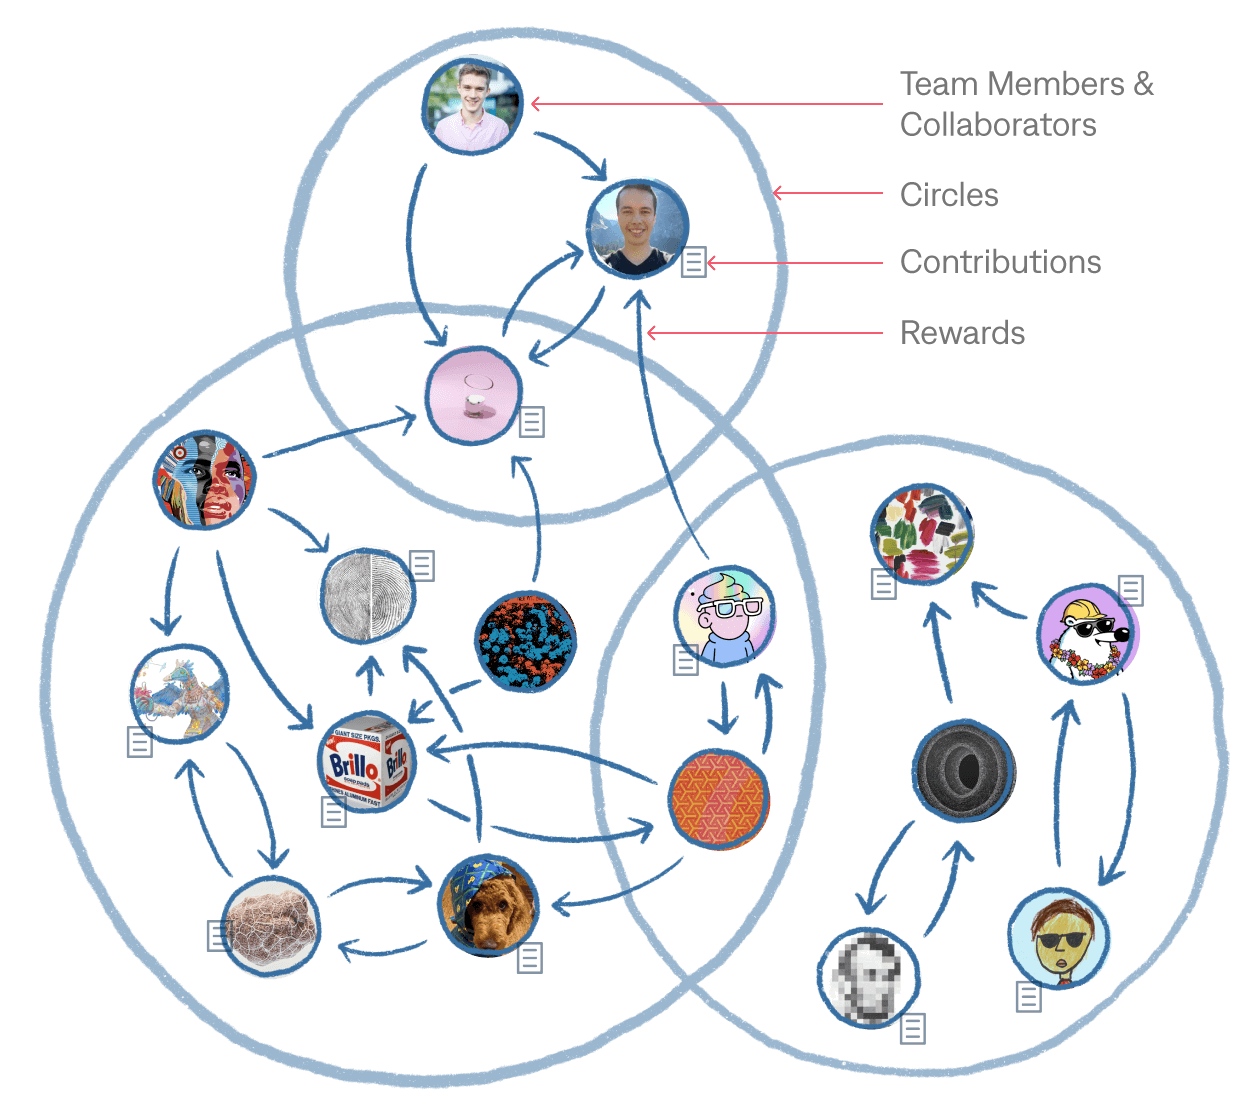 Team Members &
Collaborators
Circles
Contributions
Rewards
GIANT SIZE PKGS.
Brillo
Brillo
soap pads
SHINES ALUMINUM FAST